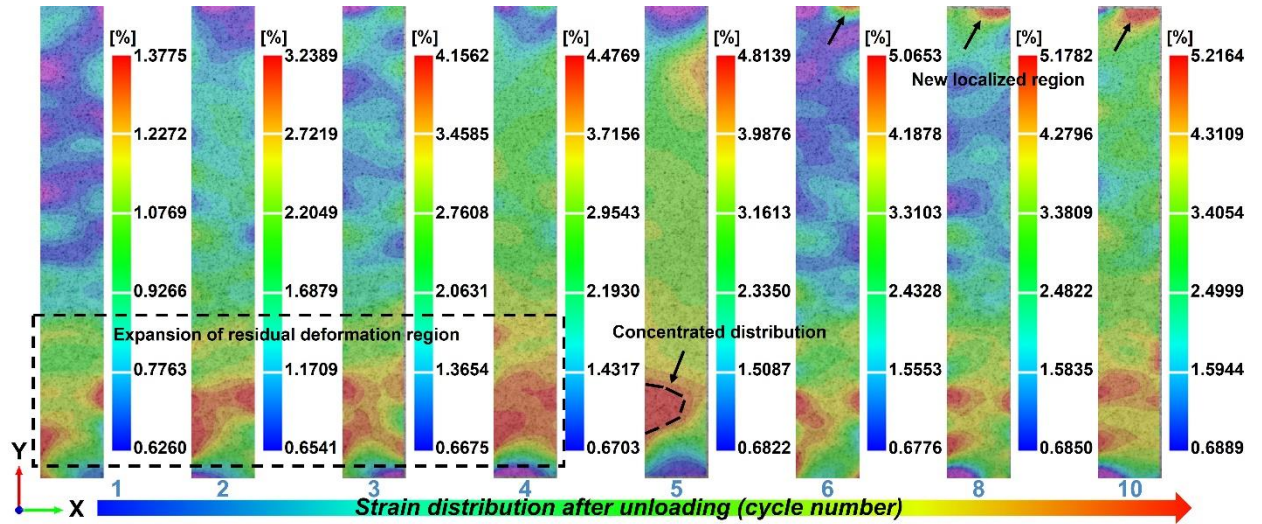 [%] [%] [%] [%] [%] [%] [%] [%]
1.3775 3.2389 4.1562 4.4769 4.8139 5.0653 5.1782 5.2164
New localized region
1.2272 2.7219 3.4585 3.7156 3.9876 4.1878 4.2796 4.3109
1.0769 2.2049 2.7608 2.9543 3.1613 3.3103 3.3809 3.4054
0.9266 1.6879 2.0631 2.1930 2.3350 2.4328 2.4822 2.4999
Expansion of residual deformation region Concentrated distribution
0.7763 1.1709 1.3654 1.4317 1.5087 1.5553 1.5835 1.5944
0.6260 0.6541 0.6675 0.6703 0.6822 0.6776 0.6850 0.6889
Y
1 2 3 4 5 6 8 10
X Strain distribution after unloading (cycle number)